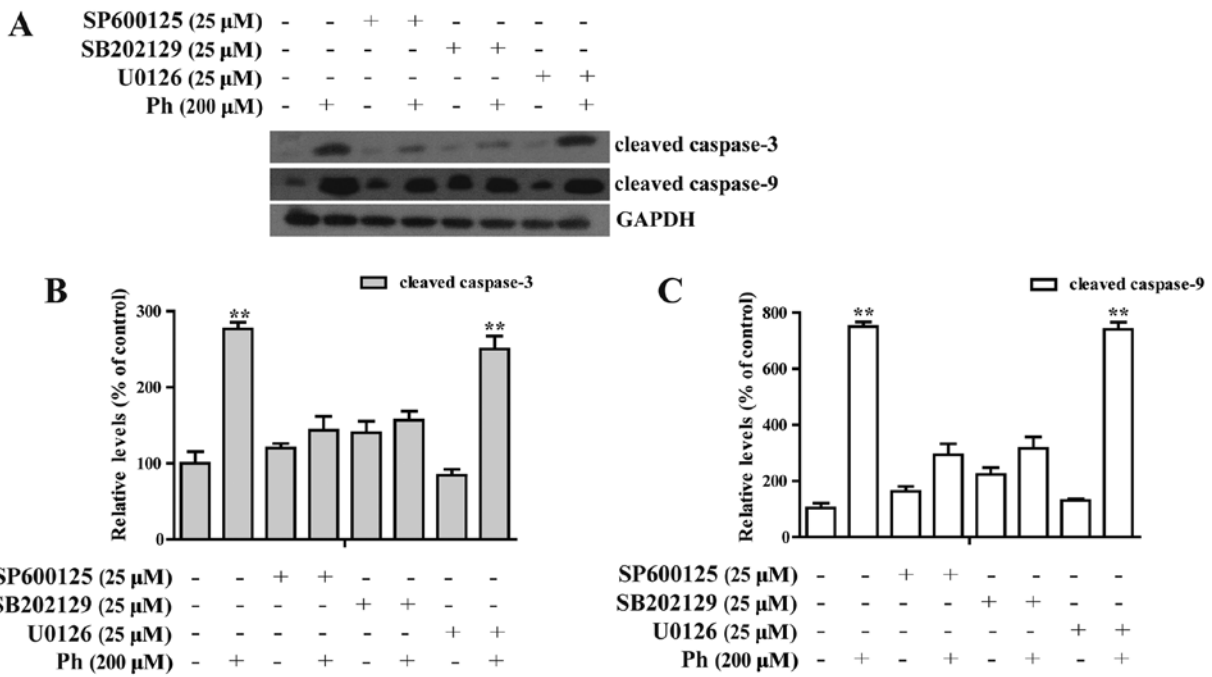 A
SP600125 (25 μM) - - + + - - - -
SB202129 (25 μM) - - - - + + - -
U0126 (25 μM) - - - - - - + +
Ph (200 μM) - + - + - + - +
cleaved caspase-3
cleaved caspase-9
GAPDH
B
cleaved caspase-3
Relative levels (% of control)
300
200
100
0
**
**
SP600125 (25 μM) - - + + - - - -
SB202129 (25 μM) - - - - + + - -
U0126 (25 μM) - - - - - - + +
Ph (200 μM) - + - + - + - +
C
cleaved caspase-9
Relative levels (% of control)
800
600
400
200
0
**
**
SP600125 (25 μM) - - + + - - - -
SB202129 (25 μM) - - - - + + - -
U0126 (25 μM) - - - - - - + +
Ph (200 μM) - + - + - + - +